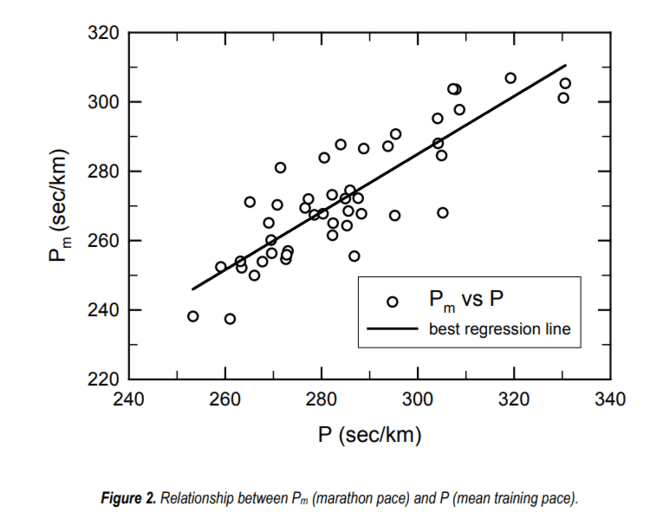 320
300
280
260
240
220
Pm (sec/km)
240 260 280 300 320 340
P (sec/km)
Pm vs P
best regression line
Figure 2. Relationship between Pm (marathon pace) and P (mean training pace).